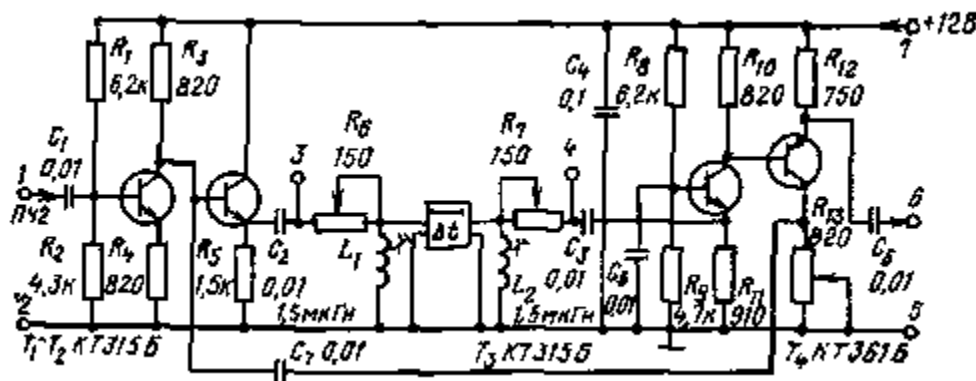 +12В
7
R1
6,2к
R3
820
C4
0,1
R8
6,2к
R10
820
R12
750
C1
0,01
1
ПЧ2
3
R6
150
R7
150
4
Δt
6
R2
4,3к
R4
820
R5
1,5к
C2
0,01
L1
1,5мкГн
L2
1,5мкГн
C3
0,01
C6
0,01
R9
4,7к
R11
910
R13
820
C5
0,01
2
5
T1-T2 КТ315Б
C7 0,01
T3 КТ315Б
T4 КТ361Б